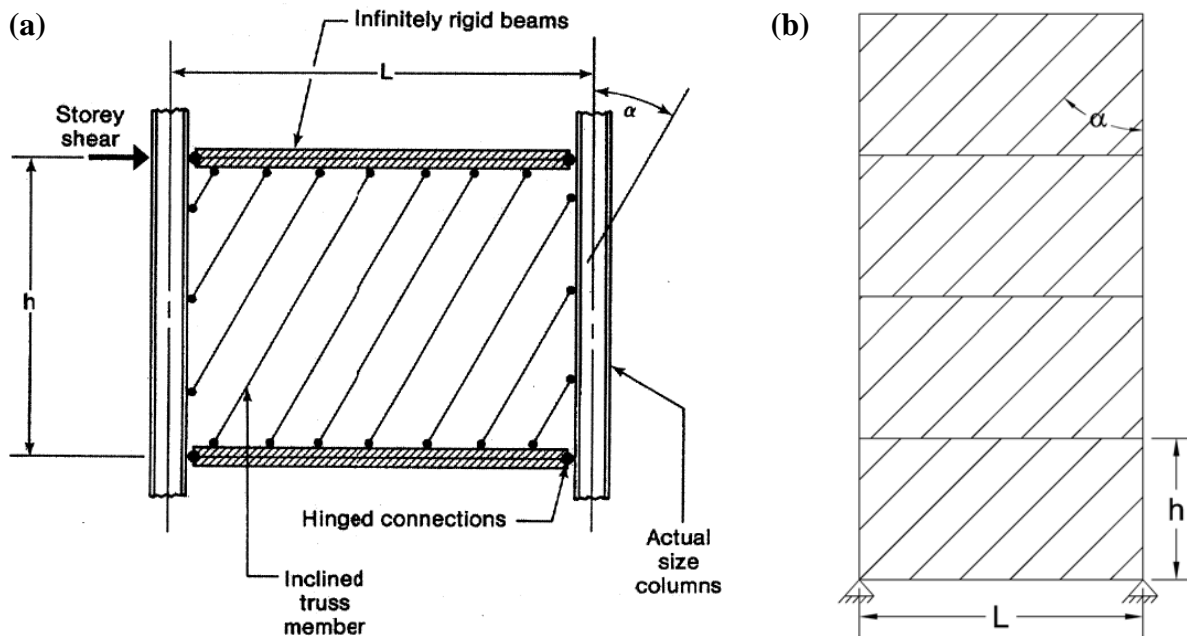 (a)
Infinitely rigid beams
L
α
Storey
shear
h
Hinged connections
Inclined
truss
member
Actual
size
columns
(b)
α
h
L